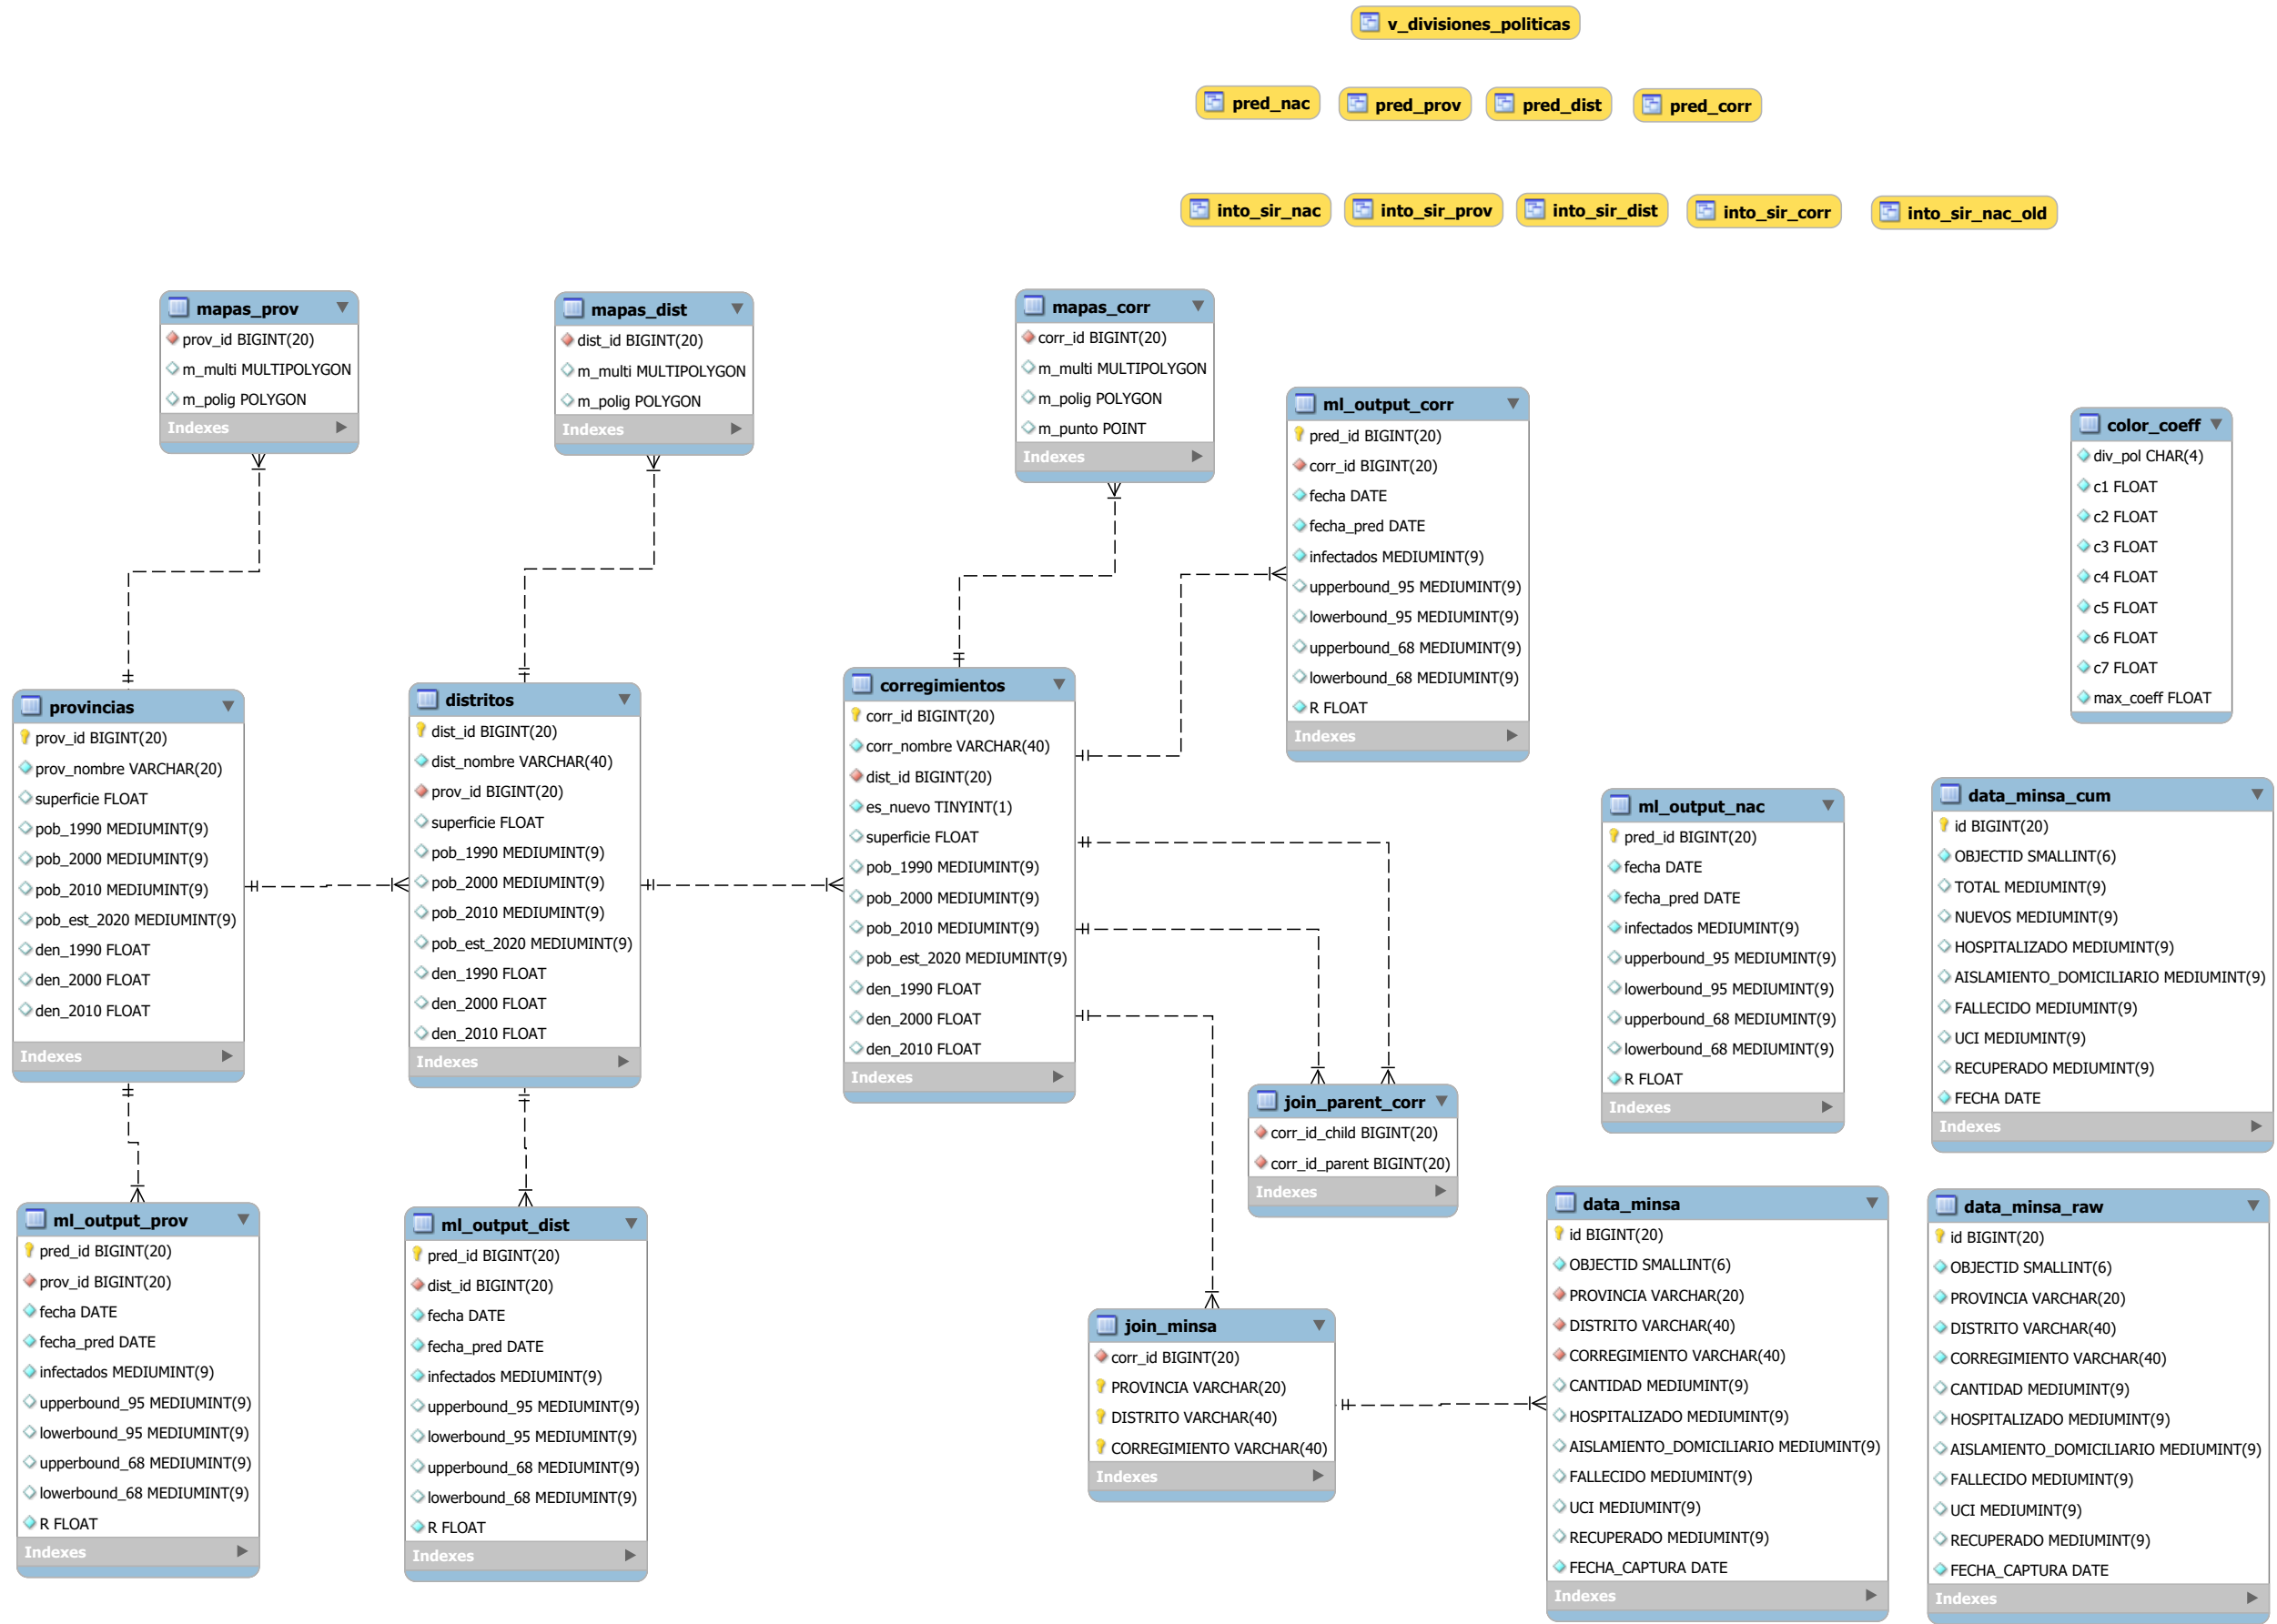 v_divisiones_politicas
pred_nac
pred_prov
pred_dist
pred_corr
into_sir_nac
into_sir_prov
into_sir_dist
into_sir_corr
into_sir_nac_old
mapas_prov
prov_id BIGINT(20)
m_multi MULTIPOLYGON
m_polig POLYGON
Indexes
mapas_dist
dist_id BIGINT(20)
m_multi MULTIPOLYGON
m_polig POLYGON
Indexes
mapas_corr
corr_id BIGINT(20)
m_multi MULTIPOLYGON
m_polig POLYGON
m_punto POINT
Indexes
ml_output_corr
pred_id BIGINT(20)
corr_id BIGINT(20)
fecha DATE
fecha_pred DATE
infectados MEDIUMINT(9)
upperbound_95 MEDIUMINT(9)
lowerbound_95 MEDIUMINT(9)
upperbound_68 MEDIUMINT(9)
lowerbound_68 MEDIUMINT(9)
R FLOAT
Indexes
color_coeff
div_pol CHAR(4)
c1 FLOAT
c2 FLOAT
c3 FLOAT
c4 FLOAT
c5 FLOAT
c6 FLOAT
c7 FLOAT
max_coeff FLOAT
provincias
prov_id BIGINT(20)
prov_nombre VARCHAR(20)
superficie FLOAT
pob_1990 MEDIUMINT(9)
pob_2000 MEDIUMINT(9)
pob_2010 MEDIUMINT(9)
pob_est_2020 MEDIUMINT(9)
den_1990 FLOAT
den_2000 FLOAT
den_2010 FLOAT
Indexes
distritos
dist_id BIGINT(20)
dist_nombre VARCHAR(40)
prov_id BIGINT(20)
superficie FLOAT
pob_1990 MEDIUMINT(9)
pob_2000 MEDIUMINT(9)
pob_2010 MEDIUMINT(9)
pob_est_2020 MEDIUMINT(9)
den_1990 FLOAT
den_2000 FLOAT
den_2010 FLOAT
Indexes
corregimientos
corr_id BIGINT(20)
corr_nombre VARCHAR(40)
dist_id BIGINT(20)
es_nuevo TINYINT(1)
superficie FLOAT
pob_1990 MEDIUMINT(9)
pob_2000 MEDIUMINT(9)
pob_2010 MEDIUMINT(9)
pob_est_2020 MEDIUMINT(9)
den_1990 FLOAT
den_2000 FLOAT
den_2010 FLOAT
Indexes
ml_output_nac
pred_id BIGINT(20)
fecha DATE
fecha_pred DATE
infectados MEDIUMINT(9)
upperbound_95 MEDIUMINT(9)
lowerbound_95 MEDIUMINT(9)
upperbound_68 MEDIUMINT(9)
lowerbound_68 MEDIUMINT(9)
R FLOAT
Indexes
data_minsa_cum
id BIGINT(20)
OBJECTID SMALLINT(6)
TOTAL MEDIUMINT(9)
NUEVOS MEDIUMINT(9)
HOSPITALIZADO MEDIUMINT(9)
AISLAMIENTO_DOMICILIARIO MEDIUMINT(9)
FALLECIDO MEDIUMINT(9)
UCI MEDIUMINT(9)
RECUPERADO MEDIUMINT(9)
FECHA DATE
Indexes
join_parent_corr
corr_id_child BIGINT(20)
corr_id_parent BIGINT(20)
Indexes
ml_output_prov
pred_id BIGINT(20)
prov_id BIGINT(20)
fecha DATE
fecha_pred DATE
infectados MEDIUMINT(9)
upperbound_95 MEDIUMINT(9)
lowerbound_95 MEDIUMINT(9)
upperbound_68 MEDIUMINT(9)
lowerbound_68 MEDIUMINT(9)
R FLOAT
Indexes
ml_output_dist
pred_id BIGINT(20)
dist_id BIGINT(20)
fecha DATE
fecha_pred DATE
infectados MEDIUMINT(9)
upperbound_95 MEDIUMINT(9)
lowerbound_95 MEDIUMINT(9)
upperbound_68 MEDIUMINT(9)
lowerbound_68 MEDIUMINT(9)
R FLOAT
Indexes
join_minsa
corr_id BIGINT(20)
PROVINCIA VARCHAR(20)
DISTRITO VARCHAR(40)
CORREGIMIENTO VARCHAR(40)
Indexes
data_minsa
id BIGINT(20)
OBJECTID SMALLINT(6)
PROVINCIA VARCHAR(20)
DISTRITO VARCHAR(40)
CORREGIMIENTO VARCHAR(40)
CANTIDAD MEDIUMINT(9)
HOSPITALIZADO MEDIUMINT(9)
AISLAMIENTO_DOMICILIARIO MEDIUMINT(9)
FALLECIDO MEDIUMINT(9)
UCI MEDIUMINT(9)
RECUPERADO MEDIUMINT(9)
FECHA_CAPTURA DATE
Indexes
data_minsa_raw
id BIGINT(20)
OBJECTID SMALLINT(6)
PROVINCIA VARCHAR(20)
DISTRITO VARCHAR(40)
CORREGIMIENTO VARCHAR(40)
CANTIDAD MEDIUMINT(9)
HOSPITALIZADO MEDIUMINT(9)
AISLAMIENTO_DOMICILIARIO MEDIUMINT(9)
FALLECIDO MEDIUMINT(9)
UCI MEDIUMINT(9)
RECUPERADO MEDIUMINT(9)
FECHA_CAPTURA DATE
Indexes